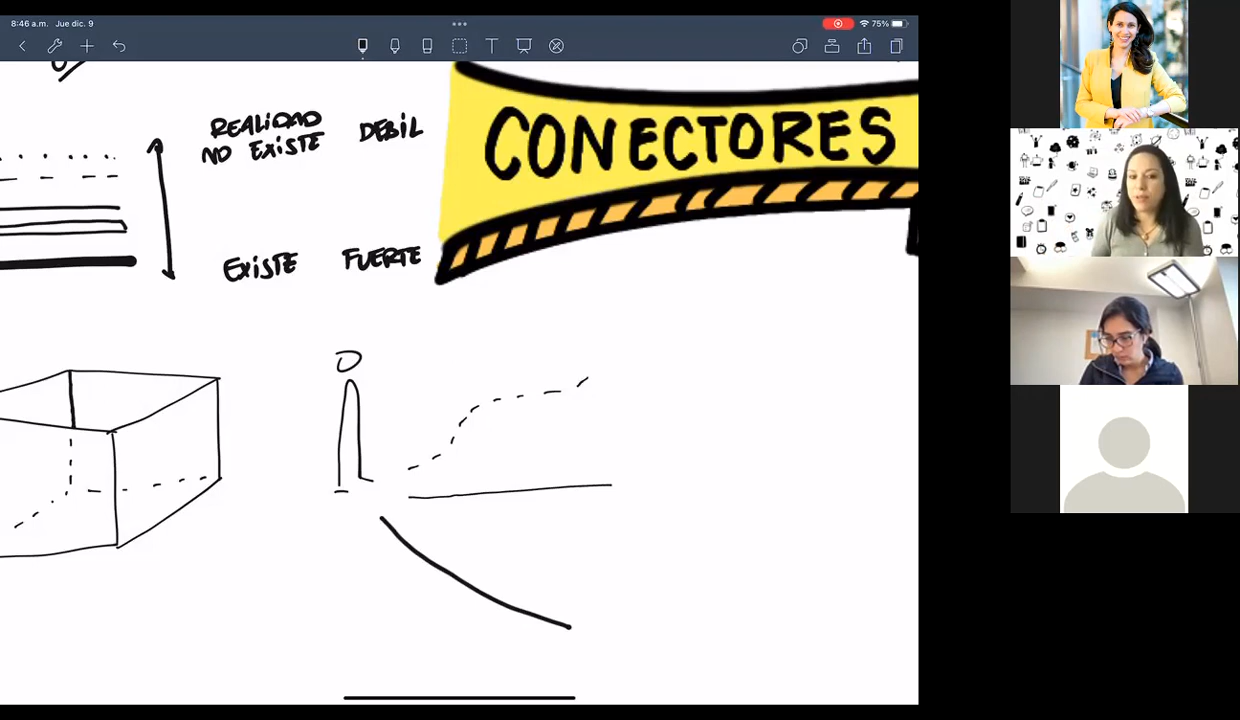 8:46 a.m. Jue dic. 9
75%
T
REALIDAD
NO EXISTE
DEBIL
EXISTE
FUERTE
CONECTORES